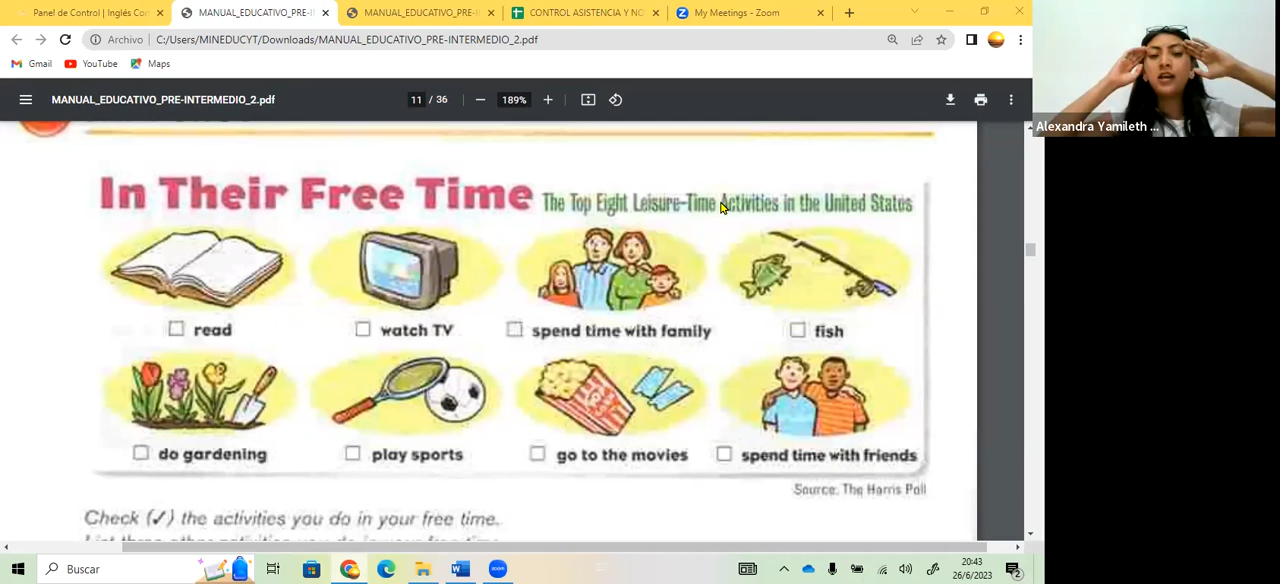 Panel de Control | Inglés Con
MANUAL_EDUCATIVO_PRE-I
MANUAL_EDUCATIVO_PRE-IN
CONTROL ASISTENCIA Y NO
My Meetings - Zoom
Archivo
C:/Users/MINEDUCYT/Downloads/MANUAL_EDUCATIVO_PRE-INTERMEDIO_2.pdf
Gmail
YouTube
Maps
MANUAL_EDUCATIVO_PRE-INTERMEDIO_2.pdf
11 / 36
189%
Alexandra Yamileth ...
In Their Free Time
The Top Eight Leisure-Time Activities in the United States
read
watch TV
spend time with family
fish
do gardening
play sports
go to the movies
spend time with friends
Source: The Harris Poll
Check (✓) the activities you do in your free time.
Buscar
20:43
26/6/2023
2